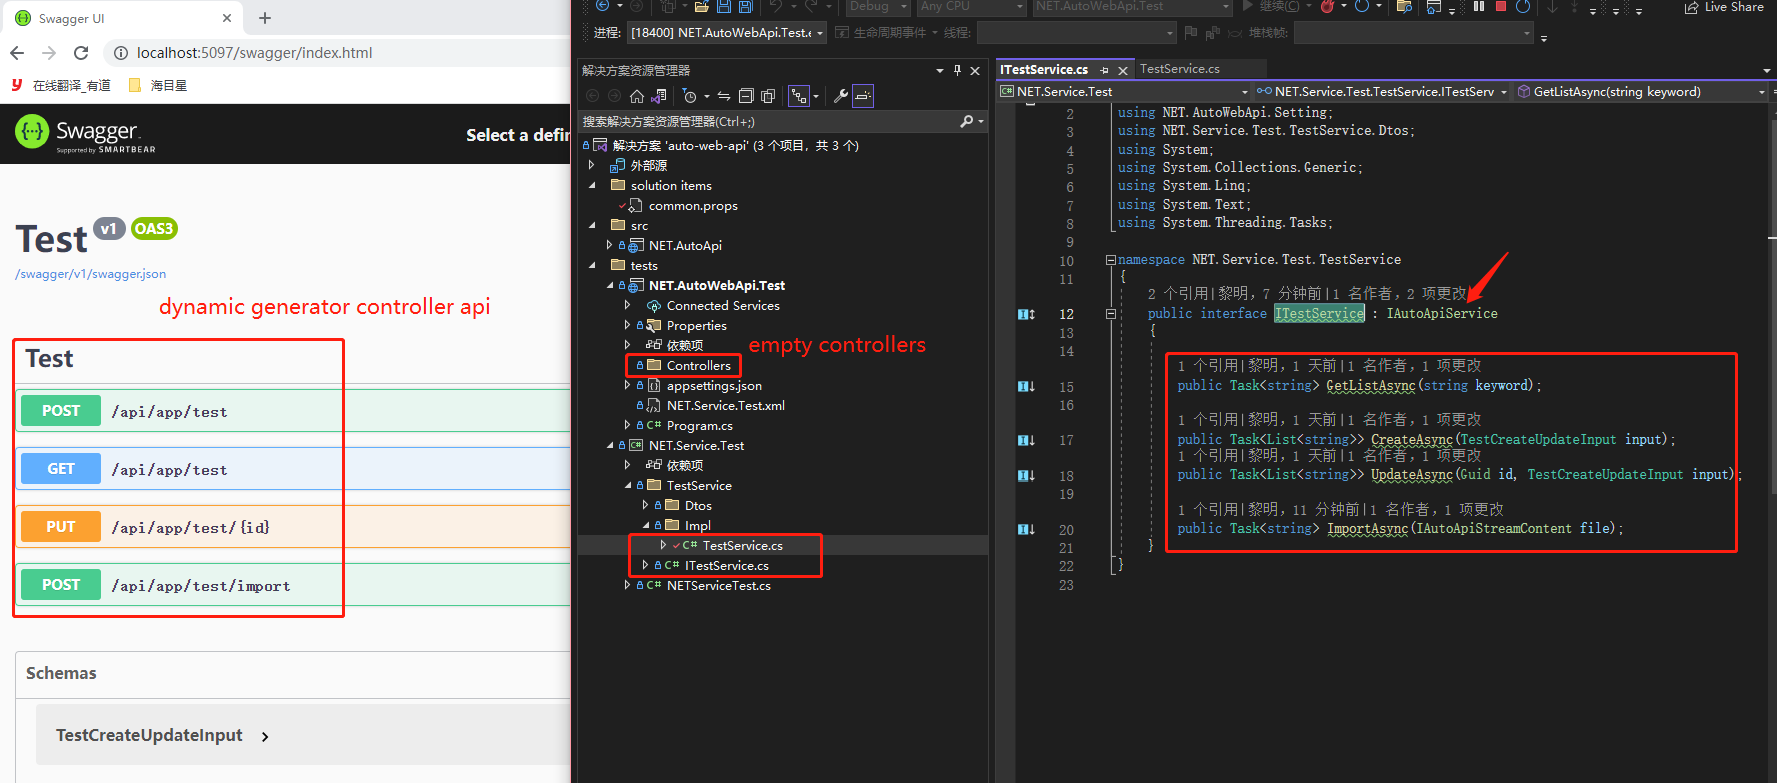 Swagger UI
localhost:5097/swagger/index.html
在线翻译_有道
海目星
Swagger
Supported by SMARTBEAR
Select a defin
Test v1 OAS3
/swagger/v1/swagger.json
dynamic generator controller api
Test
POST /api/app/test
GET /api/app/test
PUT /api/app/test/{id}
POST /api/app/test/import
Schemas
TestCreateUpdateInput
Debug
Any CPU
NET.AutoWebApi.Test
继续(C)
Live Share
进程: [18400] NET.AutoWebApi.Test.e
生命周期事件
线程:
堆栈帧:
解决方案资源管理器
搜索解决方案资源管理器(Ctrl+;)
解决方案 'auto-web-api' (3 个项目，共 3 个)
外部源
solution items
common.props
src
NET.AutoApi
tests
NET.AutoWebApi.Test
Connected Services
Properties
依赖项
empty controllers
Controllers
appsettings.json
NET.Service.Test.xml
C# Program.cs
C# NET.Service.Test
依赖项
TestService
Dtos
Impl
C# TestService.cs
C# ITestService.cs
C# NETServiceTest.cs
ITestService.cs
TestService.cs
C# NET.Service.Test
NET.Service.Test.TestService.ITestServ
GetListAsync(string keyword)
2 using NET.AutoWebApi.Setting;
3 using NET.Service.Test.TestService.Dtos;
4 using System;
5 using System.Collections.Generic;
6 using System.Linq;
7 using System.Text;
8 using System.Threading.Tasks;
9
10 namespace NET.Service.Test.TestService
11 {
2 个引用|黎明，7 分钟前|1 名作者，2 项更改
12 public interface ITestService : IAutoApiService
13 {
14
1 个引用|黎明，1 天前|1 名作者，1 项更改
15 public Task<string> GetListAsync(string keyword);
16
1 个引用|黎明，1 天前|1 名作者，1 项更改
17 public Task<List<string>> CreateAsync(TestCreateUpdateInput input);
1 个引用|黎明，1 天前|1 名作者，1 项更改
18 public Task<List<string>> UpdateAsync(Guid id, TestCreateUpdateInput input);
19
1 个引用|黎明，11 分钟前|1 名作者，1 项更改
20 public Task<string> ImportAsync(IAutoApiStreamContent file);
21 }
22 }
23